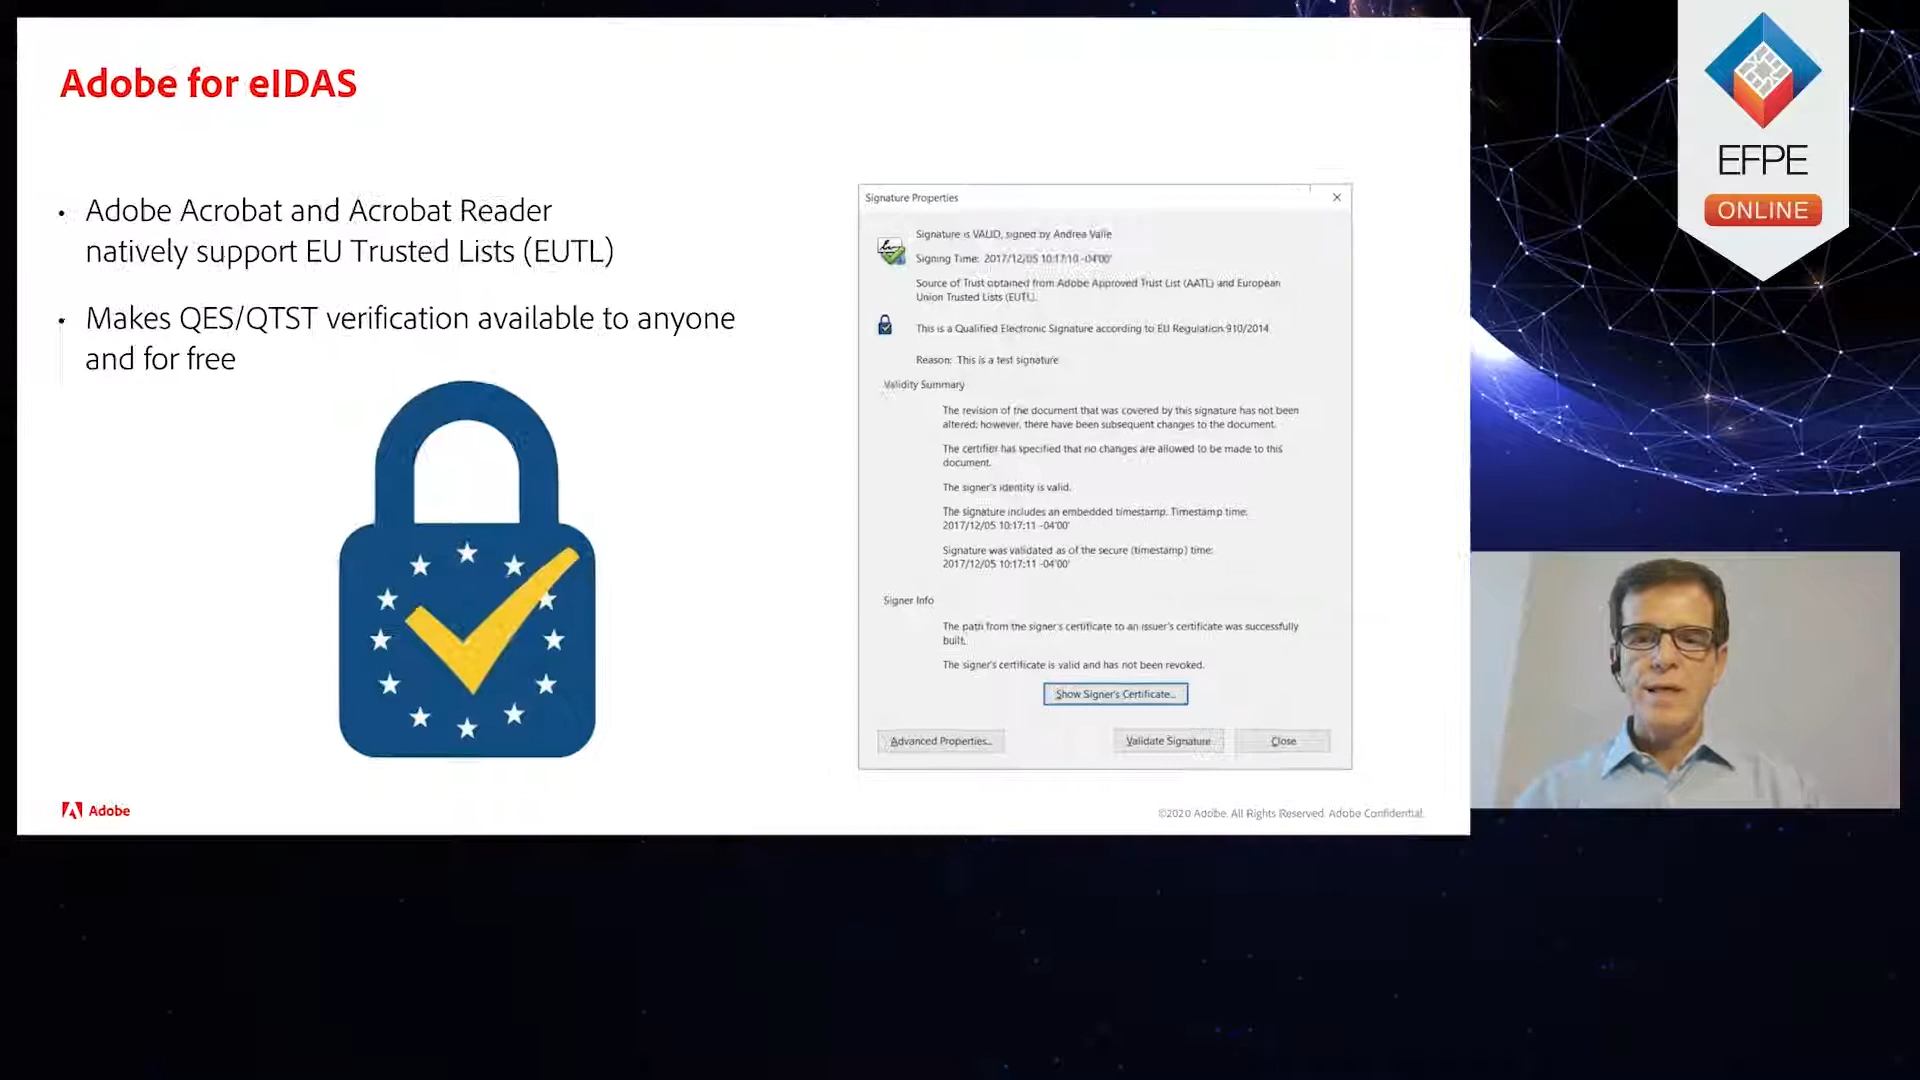 Adobe for eIDAS
• Adobe Acrobat and Acrobat Reader
natively support EU Trusted Lists (EUTL)
• Makes QES/QTST verification available to anyone
and for free
Signature Properties
Signature is VALID, signed by Andrea Valle
Signing Time: 2017/12/05 10:17:10 -04'00'
Source of Trust obtained from Adobe Approved Trust List (AATL) and European
Union Trusted Lists (EUTL).
This is a Qualified Electronic Signature according to EU Regulation 910/2014
Reason: This is a test signature
Validity Summary
The revision of the document that was covered by this signature has not been
altered; however, there have been subsequent changes to the document.
The certifier has specified that no changes are allowed to be made to this
document.
The signer's identity is valid.
The signature includes an embedded timestamp. Timestamp time:
2017/12/05 10:17:11 -04'00'
Signature was validated as of the secure (timestamp) time:
2017/12/05 10:17:11 -04'00'
Signer Info
The path from the signer's certificate to an issuer's certificate was successfully
built.
The signer's certificate is valid and has not been revoked.
Show Signer's Certificate...
Advanced Properties...
Validate Signature
Close
Adobe
©2020 Adobe. All Rights Reserved. Adobe Confidential.
EFPE
ONLINE